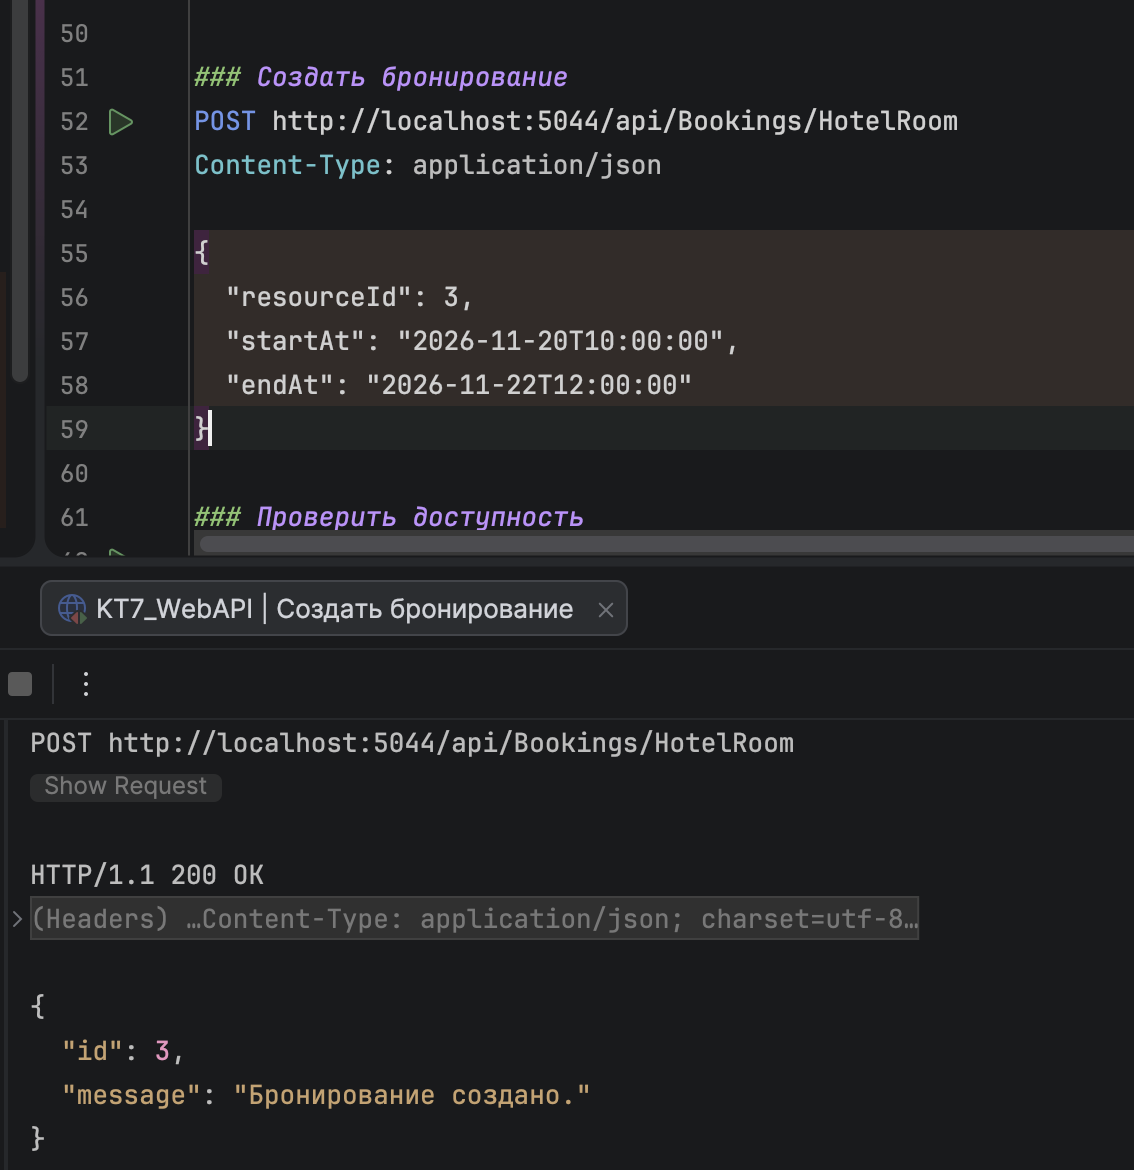 50
51 ### Создать бронирование
52 POST http://localhost:5044/api/Bookings/HotelRoom
53 Content-Type: application/json
54
55 {
56 "resourceId": 3,
57 "startAt": "2026-11-20T10:00:00",
58 "endAt": "2026-11-22T12:00:00"
59 }
60
61 ### Проверить доступность
KT7_WebAPI | Создать бронирование
POST http://localhost:5044/api/Bookings/HotelRoom
Show Request
HTTP/1.1 200 OK
(Headers) …Content-Type: application/json; charset=utf-8…
{
"id": 3,
"message": "Бронирование создано."
}